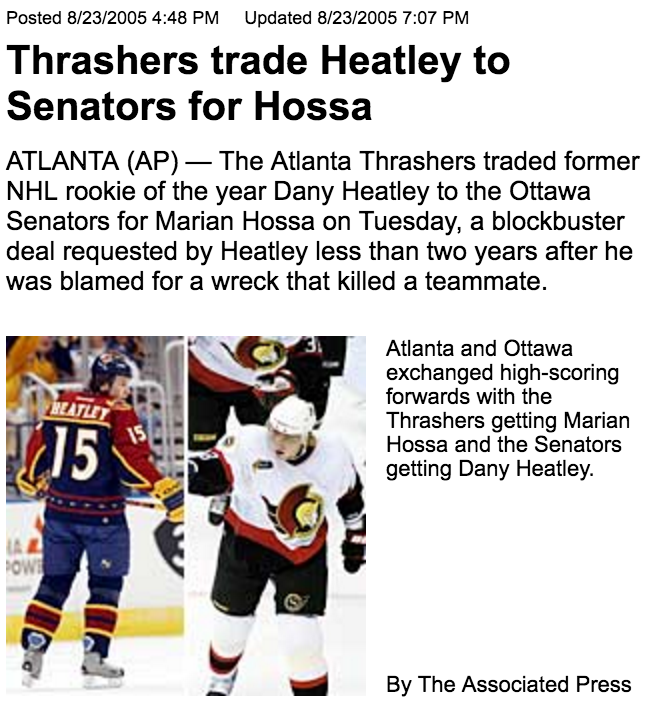 Posted 8/23/2005 4:48 PM Updated 8/23/2005 7:07 PM
Thrashers trade Heatley to
Senators for Hossa
ATLANTA (AP) — The Atlanta Thrashers traded former
NHL rookie of the year Dany Heatley to the Ottawa
Senators for Marian Hossa on Tuesday, a blockbuster
deal requested by Heatley less than two years after he
was blamed for a wreck that killed a teammate.
HEATLEY
15
15
Atlanta and Ottawa
exchanged high-scoring
forwards with the
Thrashers getting Marian
Hossa and the Senators
getting Dany Heatley.
By The Associated Press